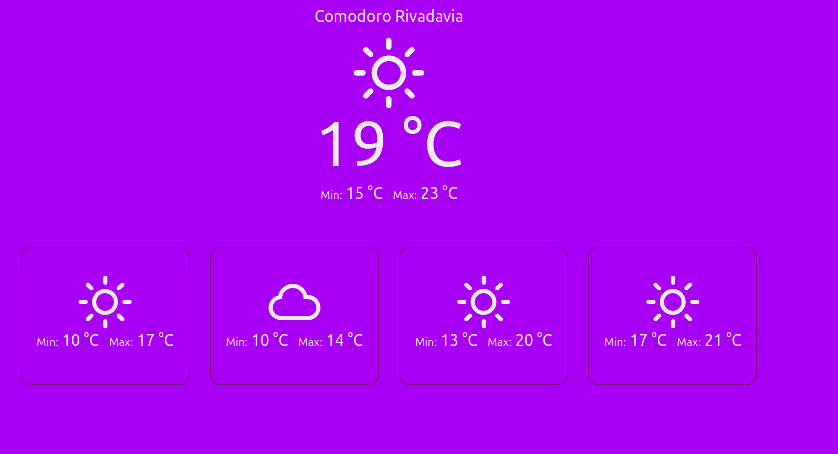 Comodoro Rivadavia
19 °C
Min: 15 °C Max: 23 °C
Min: 10 °C Max: 17 °C
Min: 10 °C Max: 14 °C
Min: 13 °C Max: 20 °C
Min: 17 °C Max: 21 °C